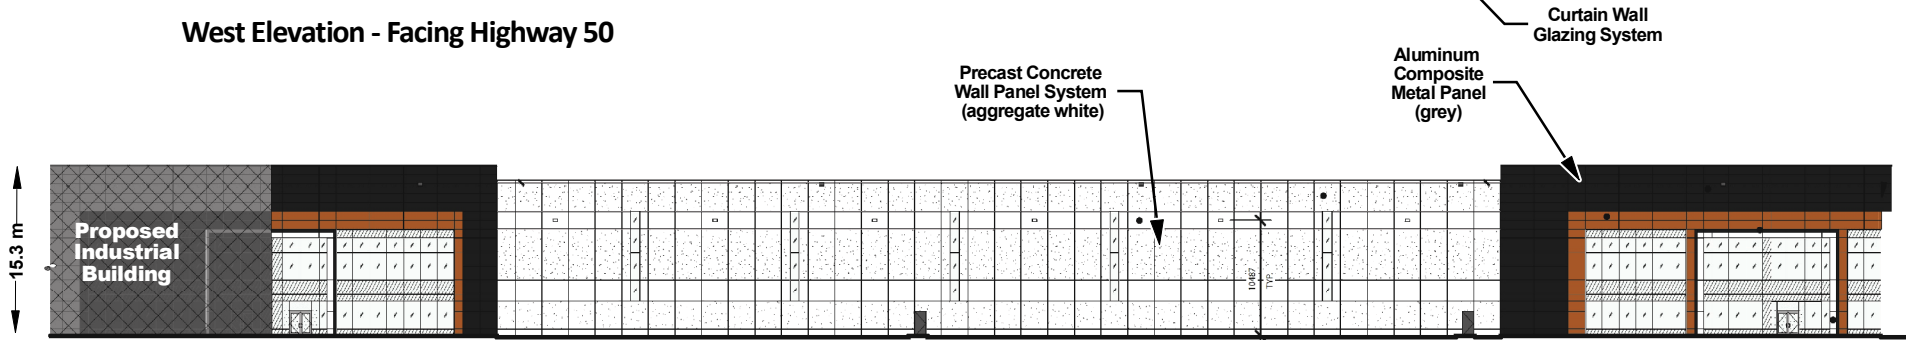 West Elevation - Facing Highway 50
Curtain Wall
Glazing System
Precast Concrete
Wall Panel System
(aggregate white)
Aluminum
Composite
Metal Panel
(grey)
15.3 m
Proposed
Industrial
Building
10487
TYP.